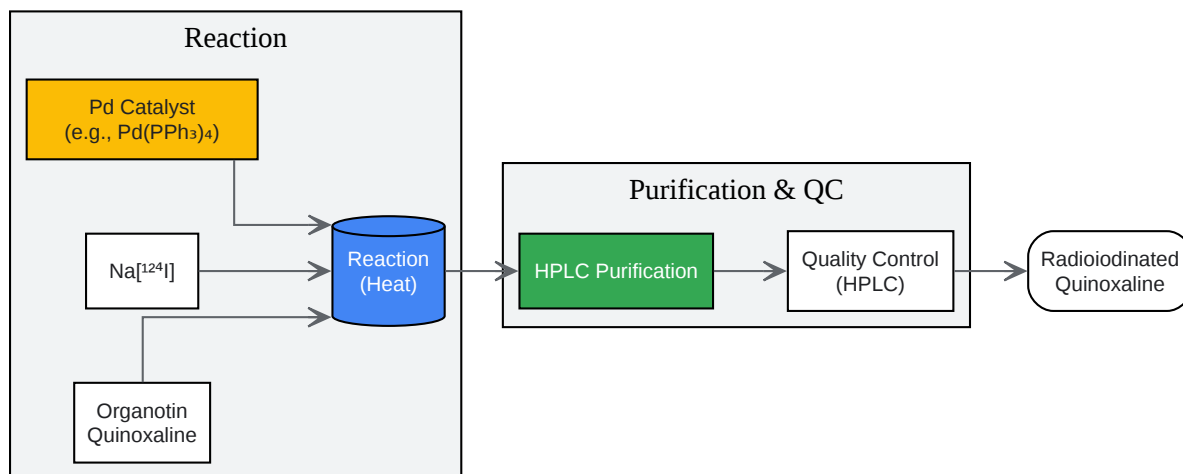 Reaction
Pd Catalyst
(e.g., Pd(PPh₃)₄)
Na[¹²⁴I]
Organotin
Quinoxaline
Reaction
(Heat)
Purification & QC
HPLC Purification
Quality Control
(HPLC)
Radioiodinated
Quinoxaline